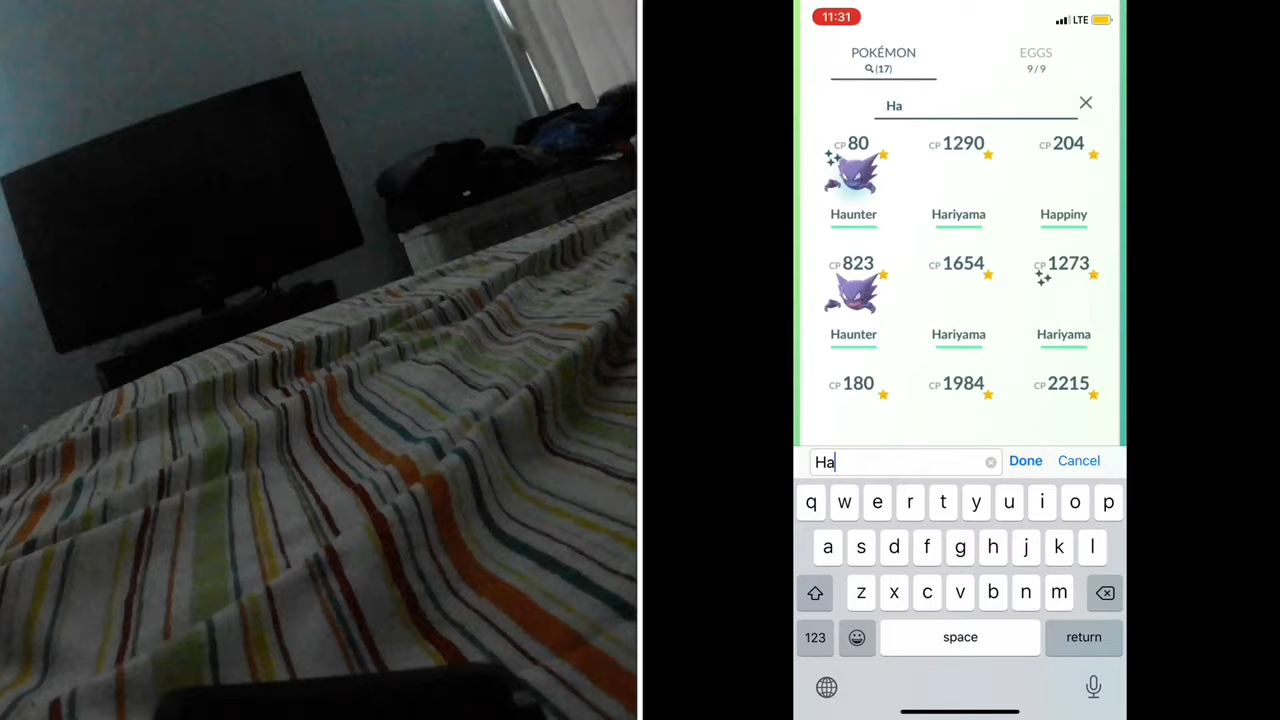 11:31
LTE
POKÉMON
(17)
EGGS
9/9
Ha
CP 80
CP 1290
CP 204
Haunter
Hariyama
Happiny
CP 823
CP 1654
CP 1273
Haunter
Hariyama
Hariyama
CP 180
CP 1984
CP 2215
Ha
Done
Cancel
q w e r t y u i o p
a s d f g h j k l
z x c v b n m
123
space
return